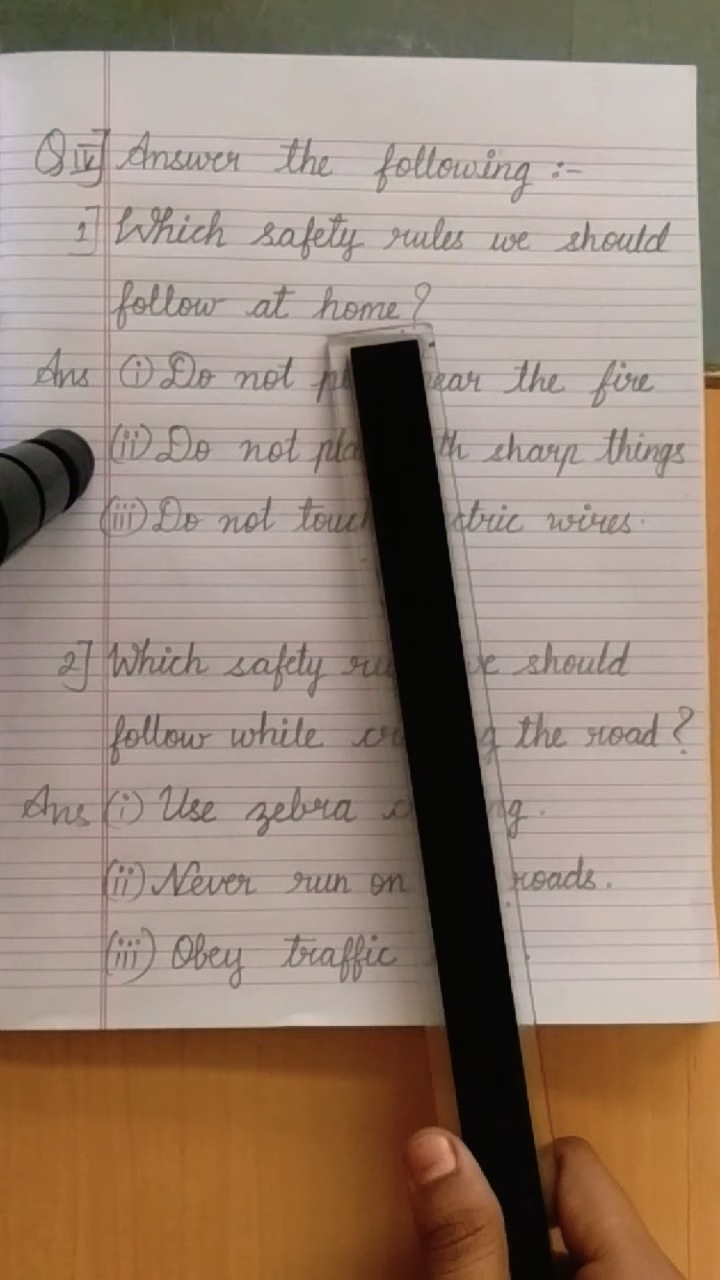 Q IV] Answer the following :-
1] Which safety rules we should
follow at home?
Ans (i) Do not near the fire
(ii) Do not sharp things
(iii) Do not wires.
2] Which safety should
follow while the road?
Ans (i) Use zebra
(ii) Never run on roads.
(iii) Obey traffic